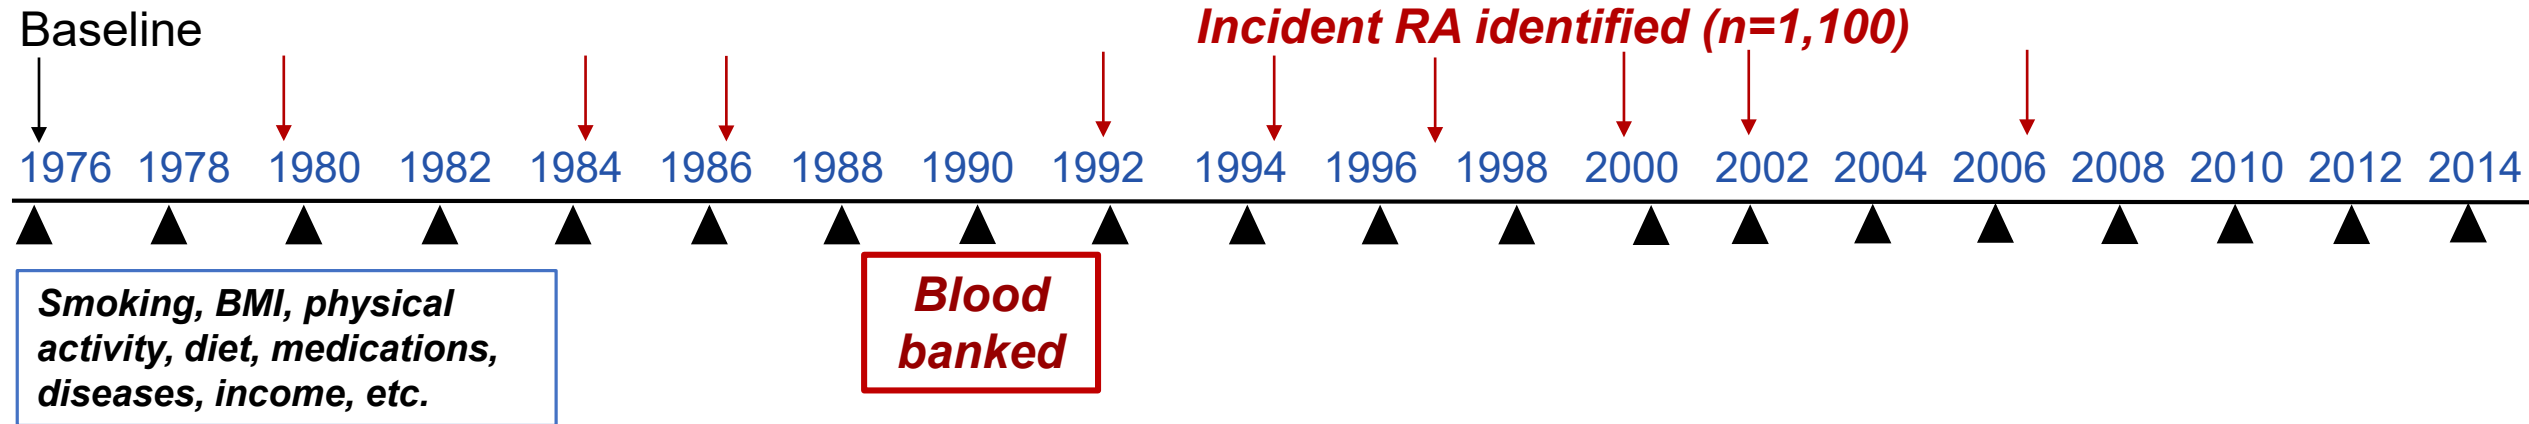 Baseline
Incident RA identified (n=1,100)
1976 1978 1980 1982 1984 1986 1988 1990 1992 1994 1996 1998 2000 2002 2004 2006 2008 2010 2012 2014
Smoking, BMI, physical
activity, diet, medications,
diseases, income, etc.
Blood
banked